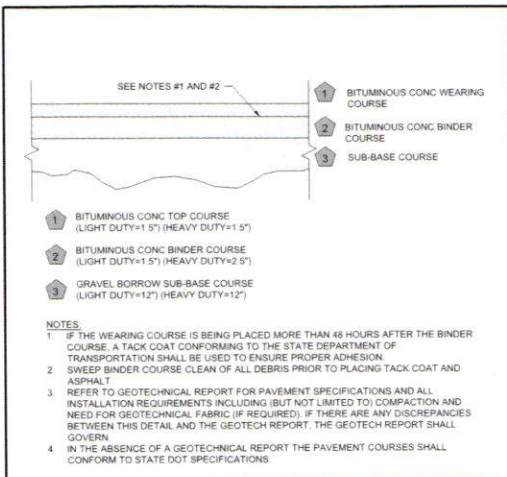 SEE NOTES #1 AND #2
1 BITUMINOUS CONC WEARING
COURSE
2 BITUMINOUS CONC BINDER
COURSE
3 SUB-BASE COURSE
1 BITUMINOUS CONC TOP COURSE
(LIGHT DUTY=1.5") (HEAVY DUTY=1.5")
2 BITUMINOUS CONC BINDER COURSE
(LIGHT DUTY=1.5") (HEAVY DUTY=2.5")
3 GRAVEL BORROW SUB-BASE COURSE
(LIGHT DUTY=12") (HEAVY DUTY=12")
NOTES:
1. IF THE WEARING COURSE IS BEING PLACED MORE THAN 48 HOURS AFTER THE BINDER
COURSE, A TACK COAT CONFORMING TO THE STATE DEPARTMENT OF
TRANSPORTATION SHALL BE USED TO ENSURE PROPER ADHESION.
2. SWEEP BINDER COURSE CLEAN OF ALL DEBRIS PRIOR TO PLACING TACK COAT AND
ASPHALT
3. REFER TO GEOTECHNICAL REPORT FOR PAVEMENT SPECIFICATIONS AND ALL
INSTALLATION REQUIREMENTS INCLUDING (BUT NOT LIMITED TO) COMPACTION AND
NEED FOR GEOTECHNICAL FABRIC (IF REQUIRED). IF THERE ARE ANY DISCREPANCIES
BETWEEN THIS DETAIL AND THE GEOTECH REPORT, THE GEOTECH REPORT SHALL
GOVERN
4. IN THE ABSENCE OF A GEOTECHNICAL REPORT THE PAVEMENT COURSES SHALL
CONFORM TO STATE DOT SPECIFICATIONS.